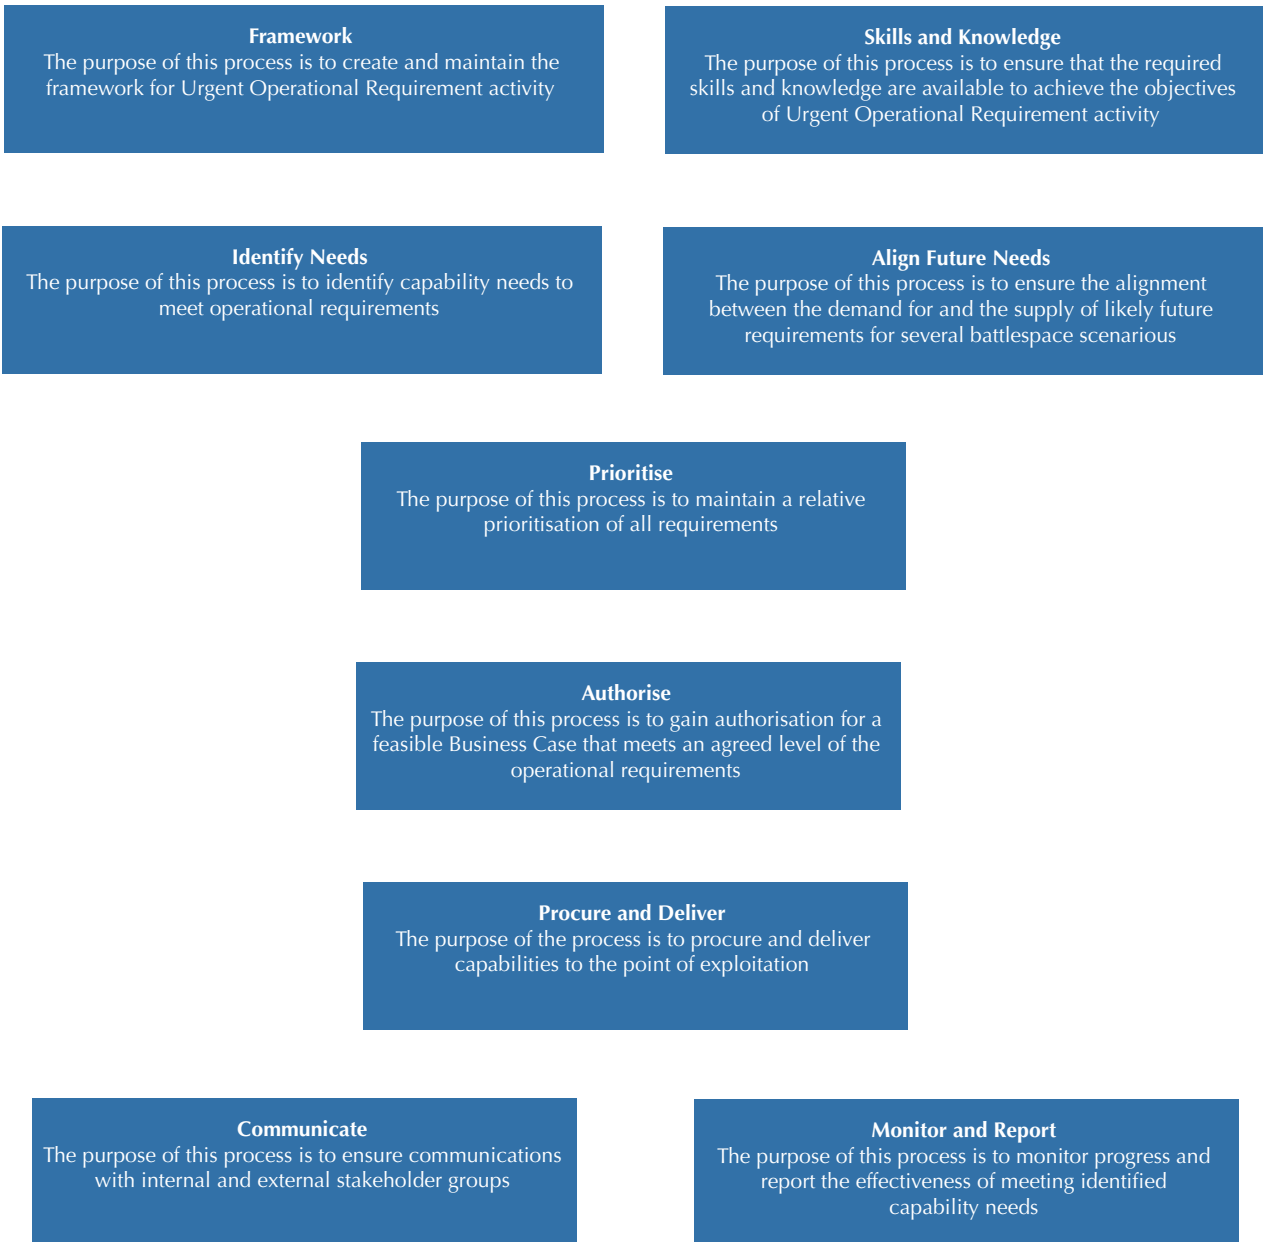 Framework
The purpose of this process is to create and maintain the
framework for Urgent Operational Requirement activity
Skills and Knowledge
The purpose of this process is to ensure that the required
skills and knowledge are available to achieve the objectives
of Urgent Operational Requirement activity
Identify Needs
The purpose of this process is to identify capability needs to
meet operational requirements
Align Future Needs
The purpose of this process is to ensure the alignment
between the demand for and the supply of likely future
requirements for several battlespace scenarious
Prioritise
The purpose of this process is to maintain a relative
prioritisation of all requirements
Authorise
The purpose of this process is to gain authorisation for a
feasible Business Case that meets an agreed level of the
operational requirements
Procure and Deliver
The purpose of the process is to procure and deliver
capabilities to the point of exploitation
Communicate
The purpose of this process is to ensure communications
with internal and external stakeholder groups
Monitor and Report
The purpose of this process is to monitor progress and
report the effectiveness of meeting identified
capability needs